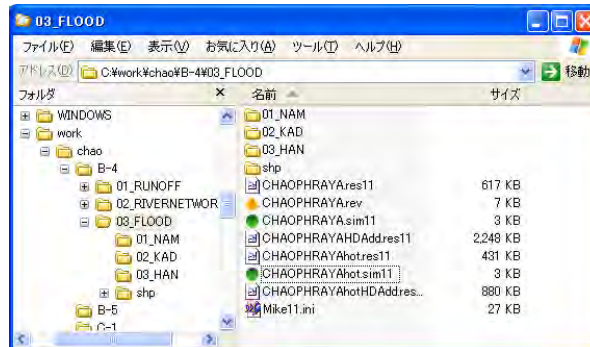 03_FLOOD
ファイル(F) 編集(E) 表示(V) お気に入り(A) ツール(T) ヘルプ(H)
アドレス(D) C:¥work¥chao¥B-4¥03_FLOOD 移動
フォルダ × 名前 サイズ
WINDOWS
work
chao
B-4
01_RUNOFF
02_RIVERNETWOR
03_FLOOD
01_NAM
02_KAD
03_HAN
shp
B-5
C-1
01_NAM
02_KAD
03_HAN
shp
CHAOPHRAYA.res11 617 KB
CHAOPHRAYA.rev 7 KB
CHAOPHRAYA.sim11 3 KB
CHAOPHRAYAHDAdd.res11 2,248 KB
CHAOPHRAYAhot.res11 431 KB
CHAOPHRAYAhot.sim11 3 KB
CHAOPHRAYAhotHDAdd.res... 880 KB
Mike11.ini 27 KB